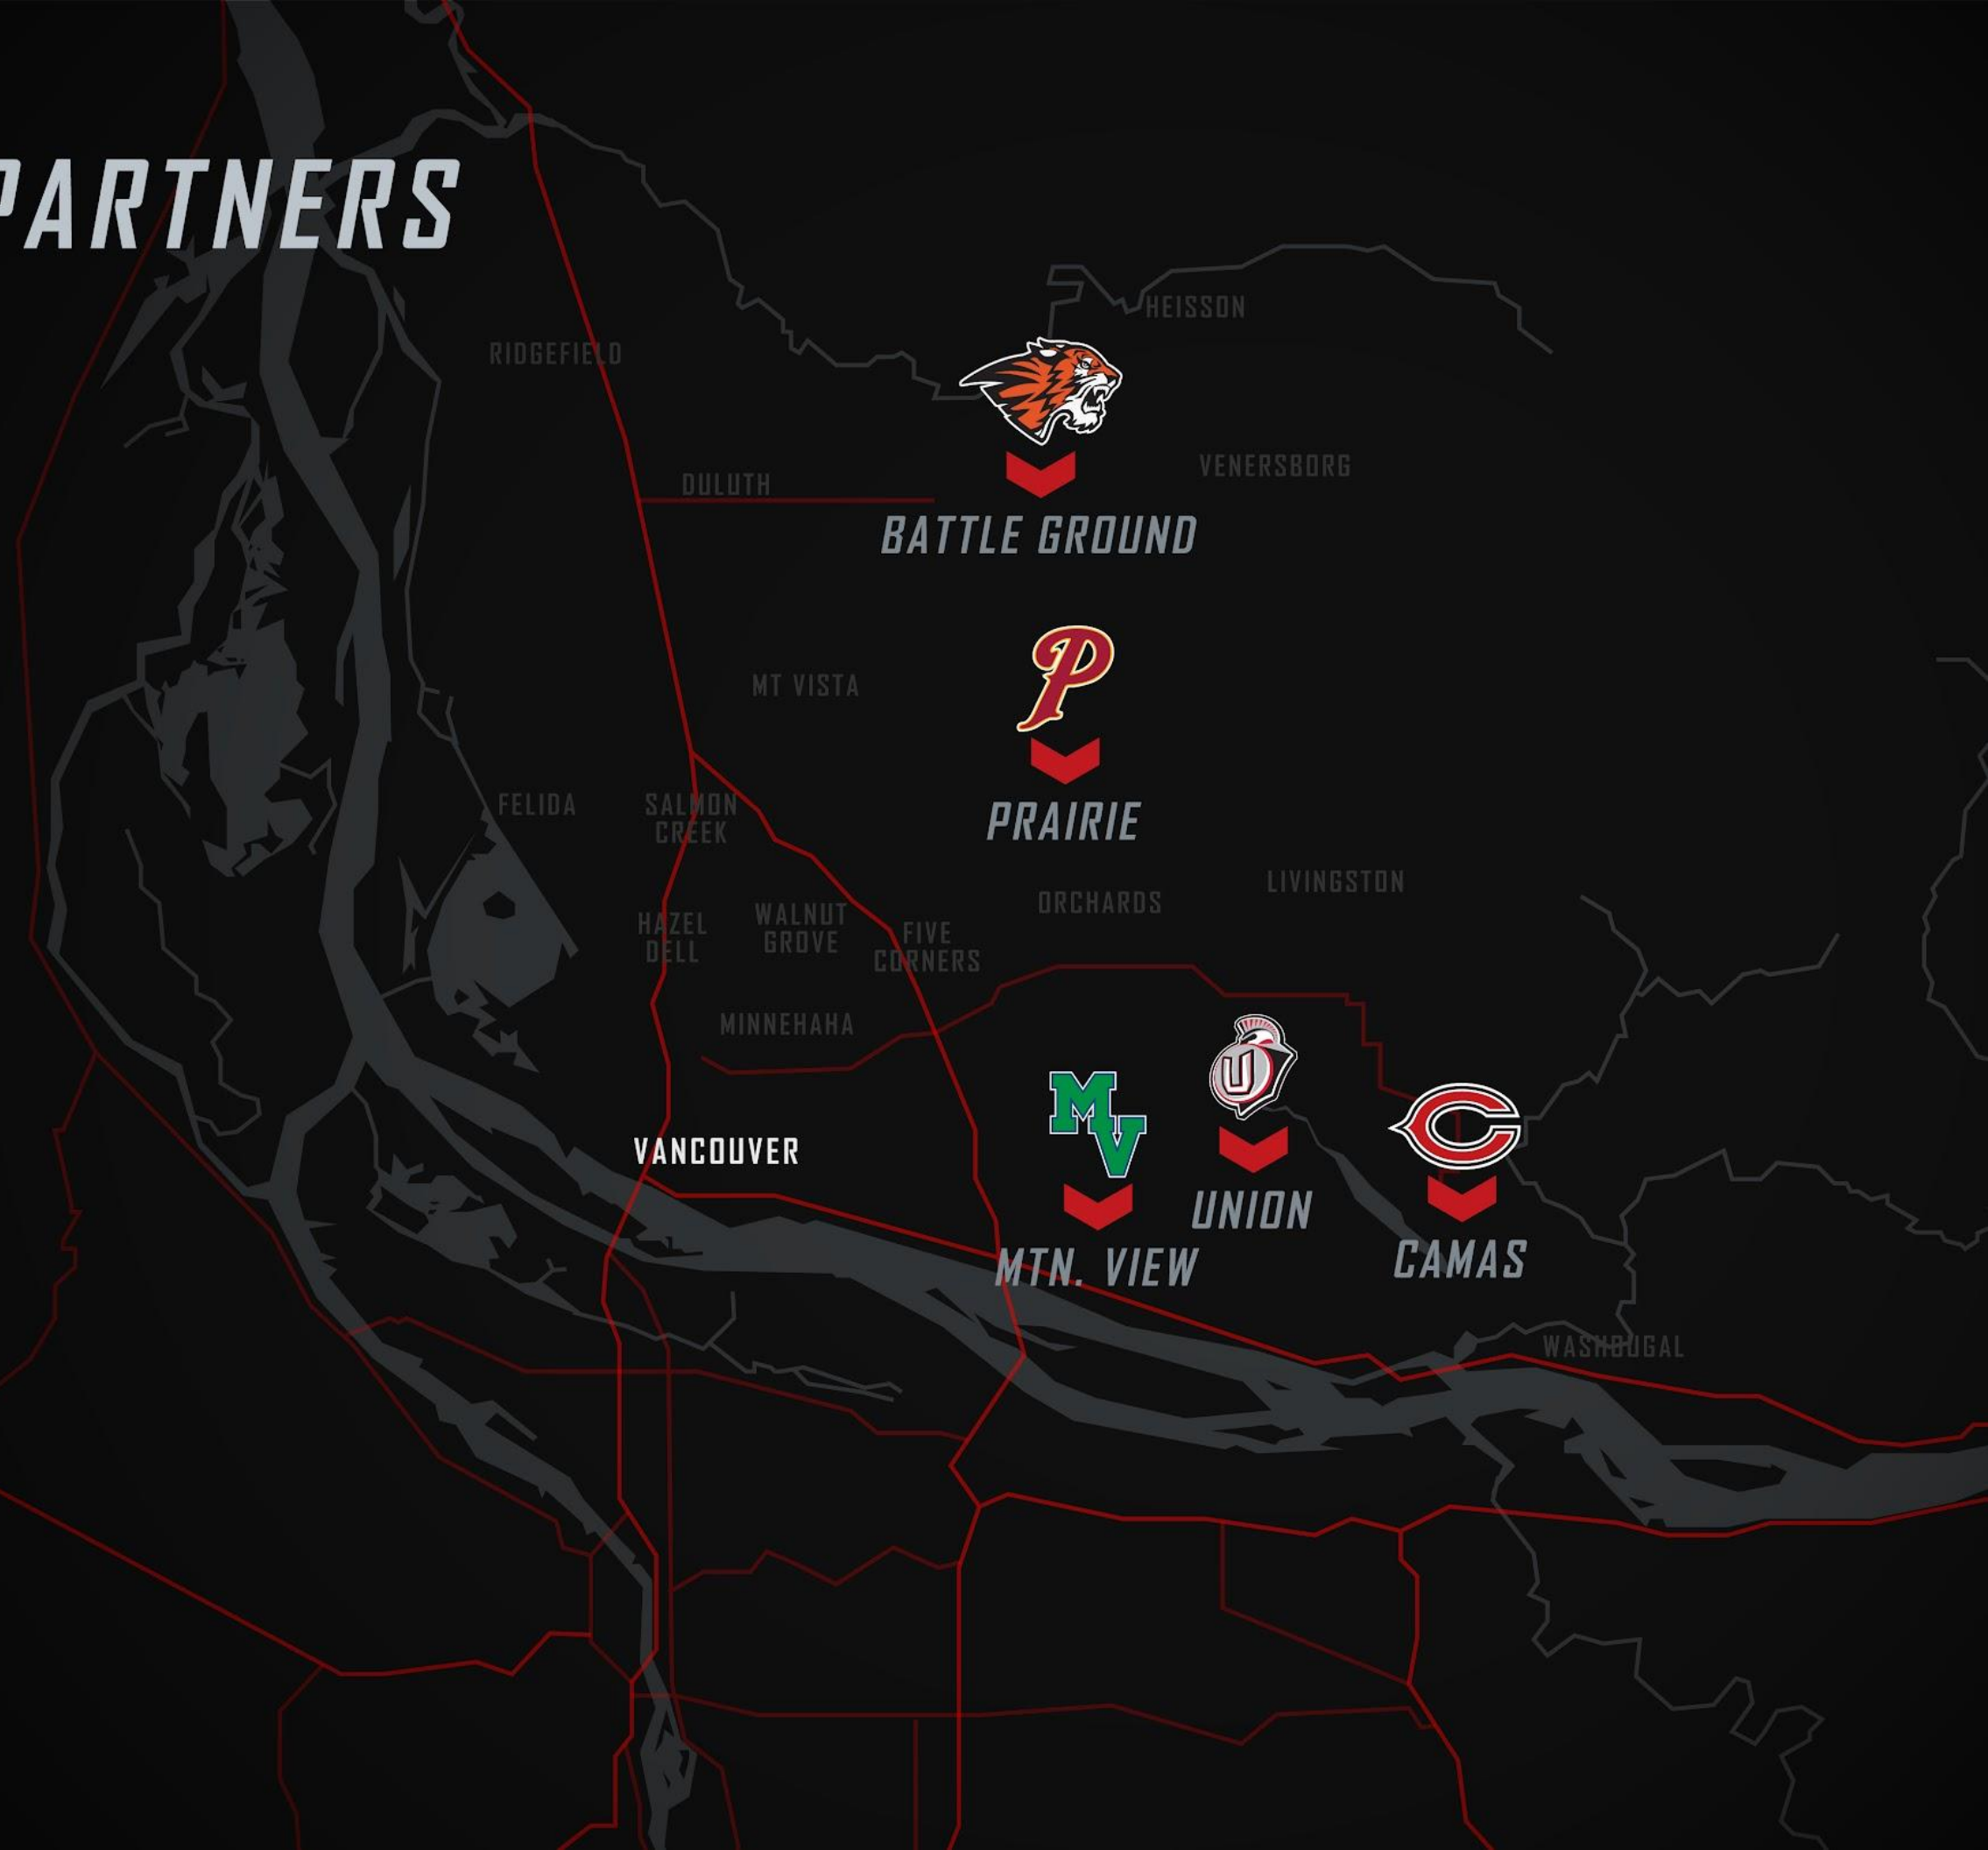 PARTNERS
HEISSON
RIDGEFIELD
VENERSBORG
DULUTH
BATTLE GROUND
P
MT VISTA
PRAIRIE
FELIDA
SALMON
CREEK
LIVINGSTON
ORCHARDS
HAZEL
DELL
WALNUT
GROVE
FIVE
CORNERS
MINNEHAHA
U
MV
C
VANCOUVER
UNION
MTN. VIEW
CAMAS
WASHOUGAL